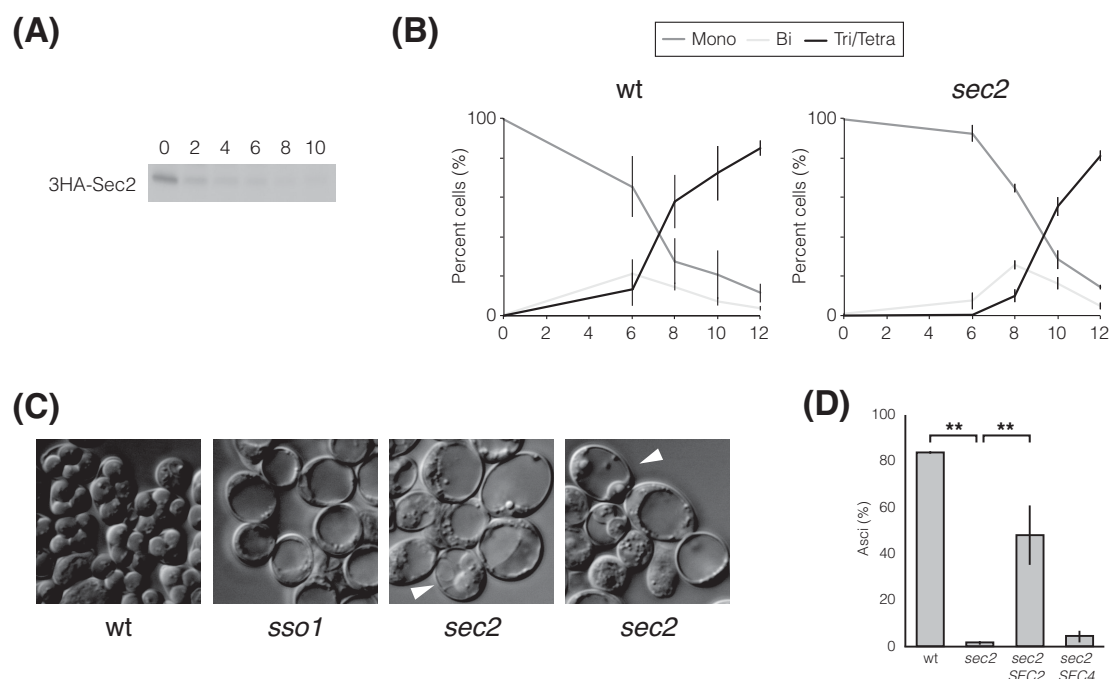 (A)
0 2 4 6 8 10
3HA-Sec2
(B)
Mono Bi Tri/Tetra
wt
Percent cells (%)
100
0
0 2 4 6 8 10 12
sec2
Percent cells (%)
100
0
0 2 4 6 8 10 12
(C)
wt
sso1
sec2
sec2
(D)
Asci (%)
100
80
60
40
20
0
** **
wt sec2 sec2 sec2
SEC2 SEC4